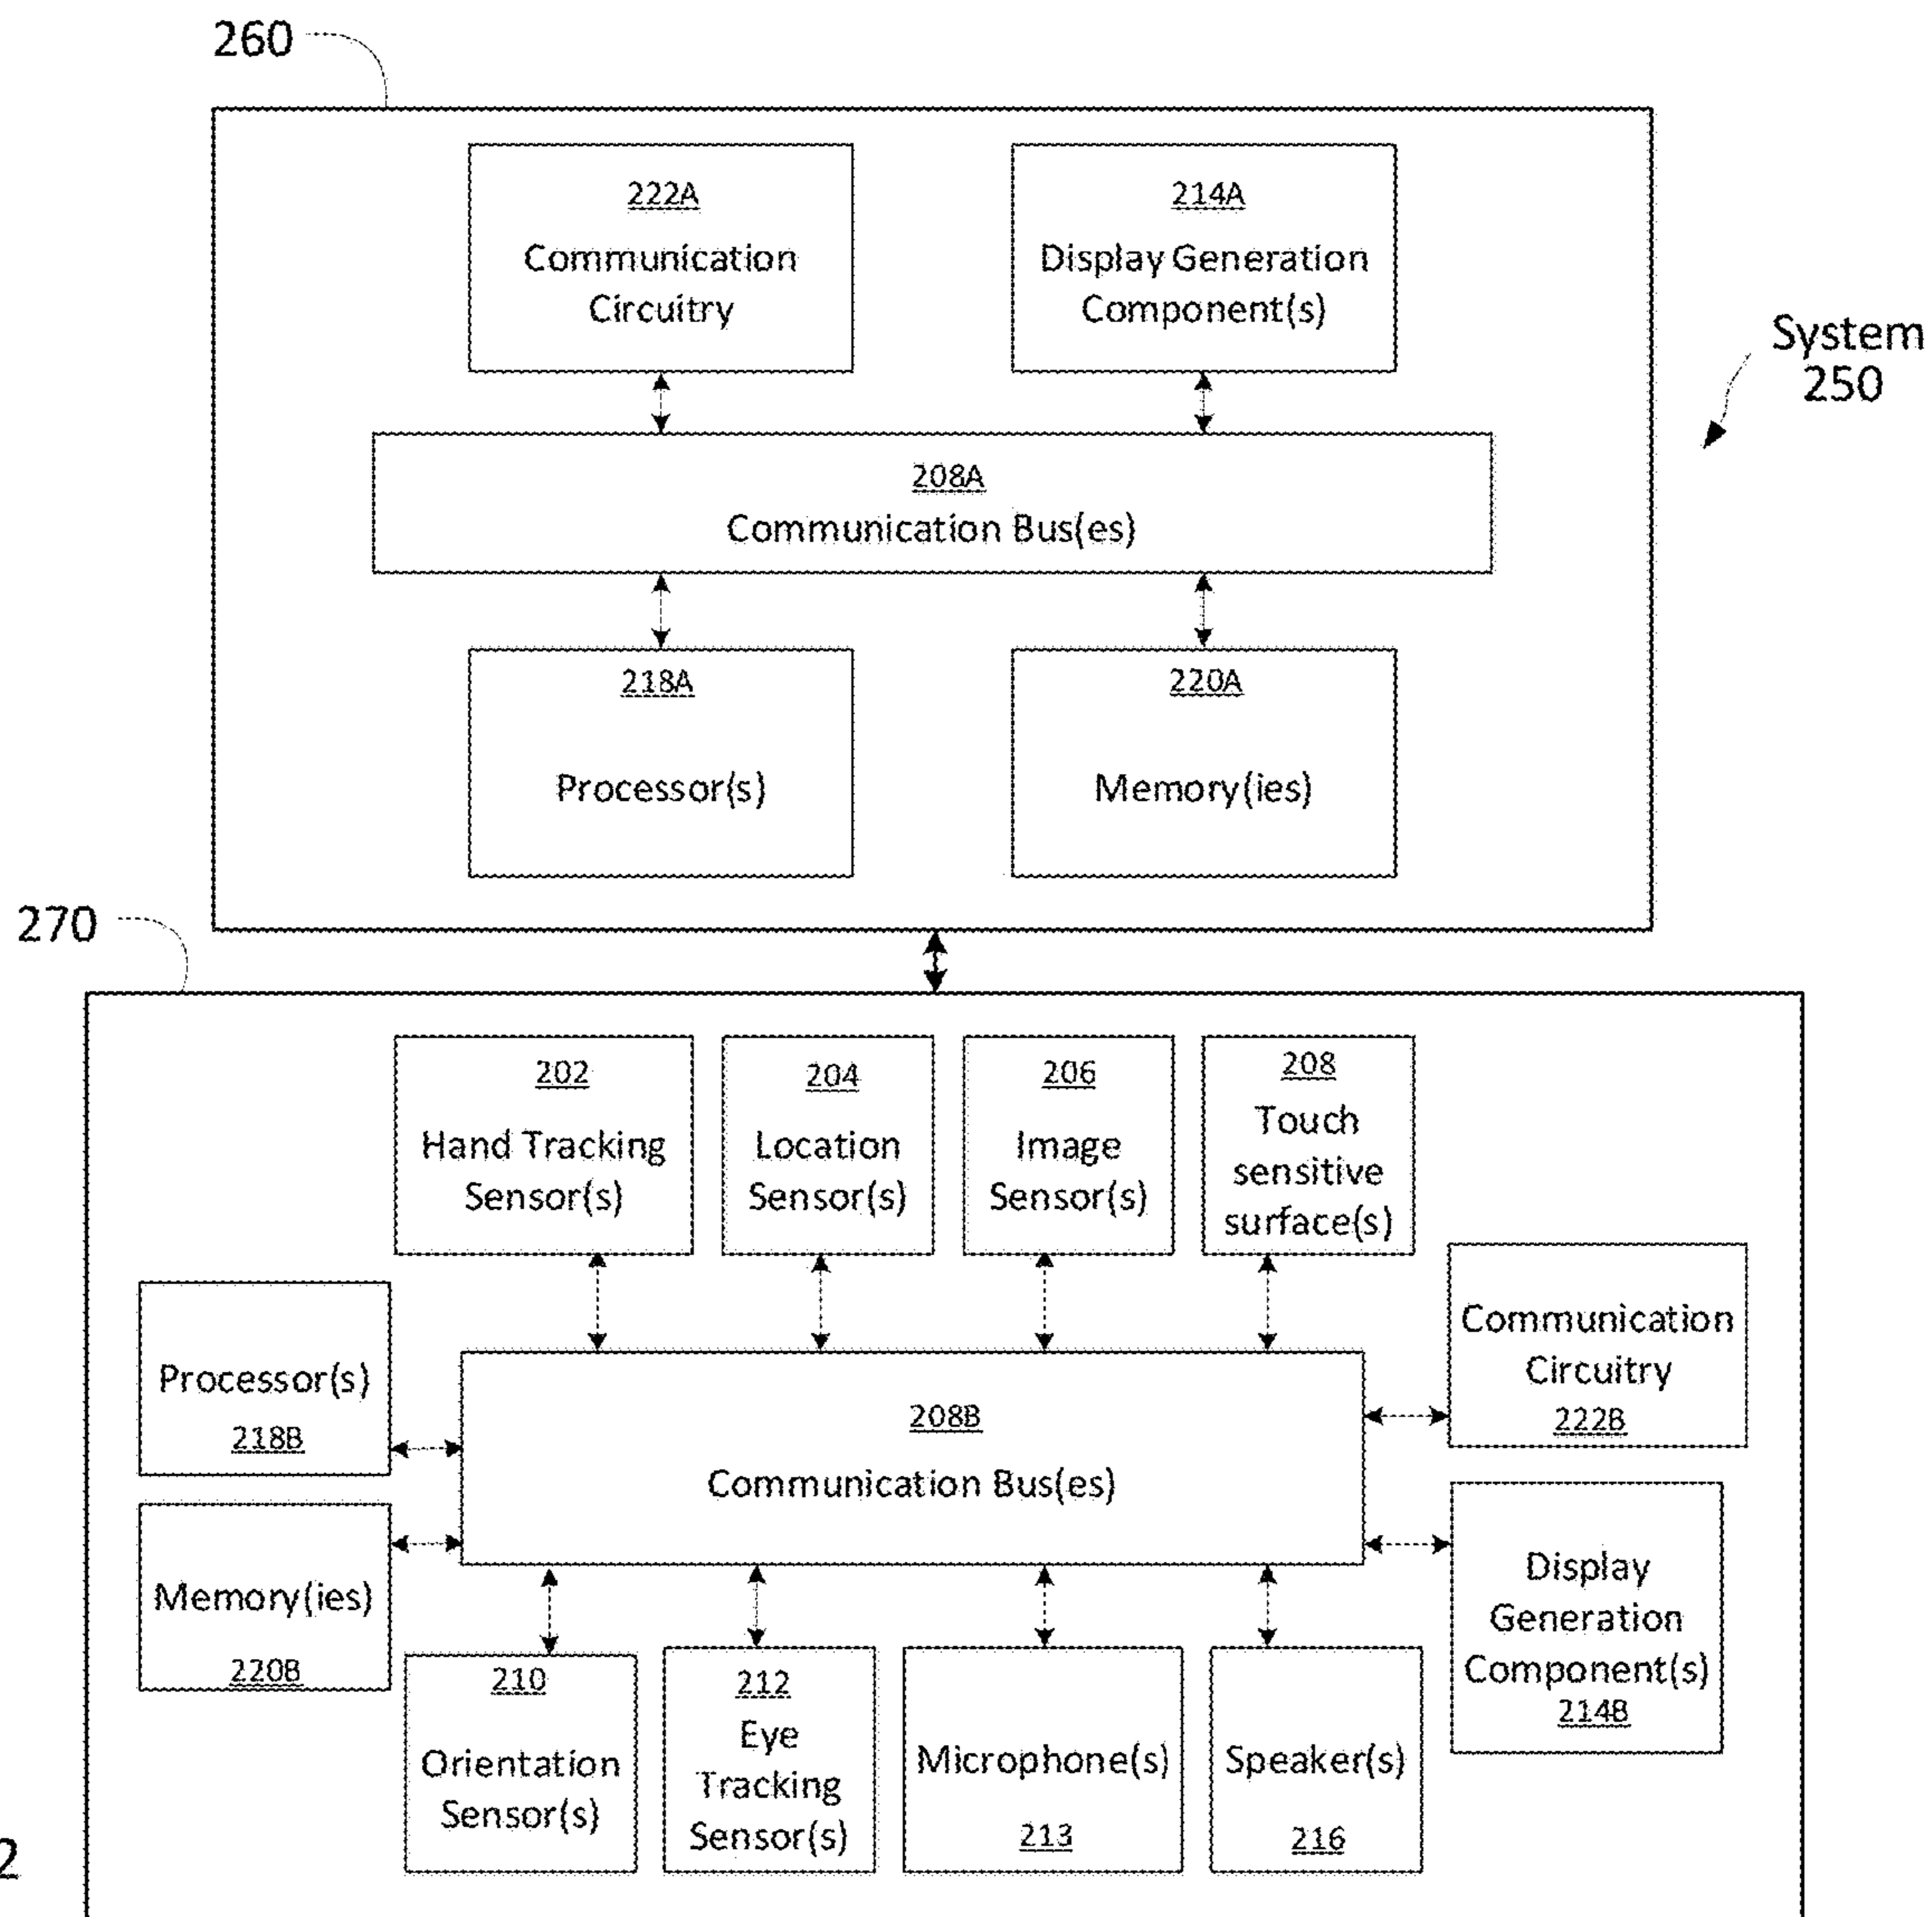 260
222A
Communication
Circuitry
214A
Display Generation
Component(s)
System
250
208A
Communication Bus(es)
218A
Processor(s)
220A
Memory(ies)
270
202
Hand Tracking
Sensor(s)
204
Location
Sensor(s)
206
Image
Sensor(s)
208
Touch
sensitive
surface(s)
Processor(s)
218B
208B
Communication Bus(es)
Communication
Circuitry
222B
Memory(ies)
220B
Display
Generation
Component(s)
214B
210
Orientation
Sensor(s)
212
Eye
Tracking
Sensor(s)
Microphone(s)
213
Speaker(s)
216
2